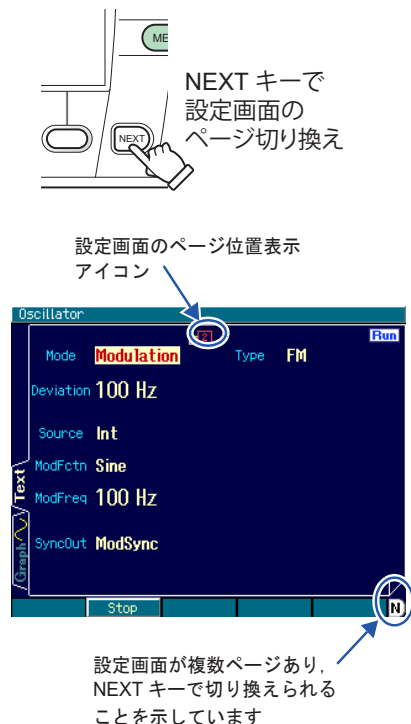 ME
NEXT
NEXT キーで
設定画面の
ページ切り換え
設定画面のページ位置表示
アイコン
Oscillator
2
Run
Mode Modulation Type FM
Deviation 100 Hz
Source Int
ModFctn Sine
ModFreq 100 Hz
SyncOut ModSync
Text
Graph
Stop
N
設定画面が複数ページあり,
NEXT キーで切り換えられる
ことを示しています